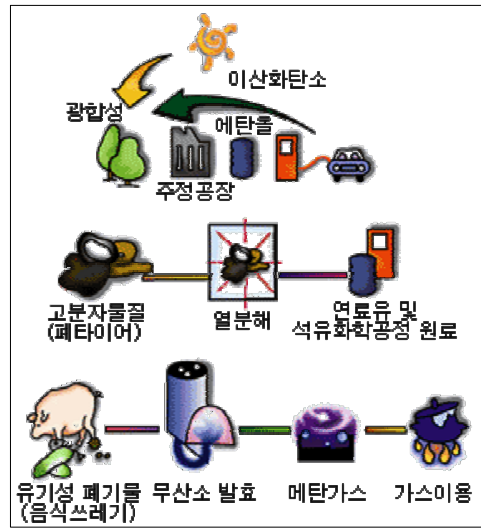 이산화탄소
광합성
에탄올
주정공장
고분자물질
(폐타이어)
열분해
연료유 및
석유화학공정 원료
유기성 폐기물
(음식쓰레기)
무산소 발효
메탄가스
가스이용